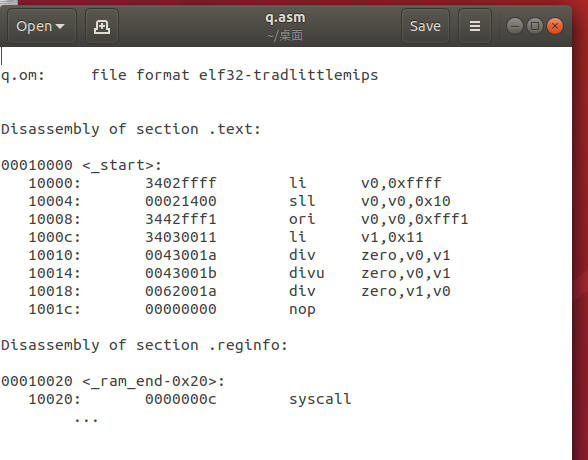 Open q.asm Save
~/桌面
q.om:     file format elf32-tradlittlemips
Disassembly of section .text:
00010000 <_start>:
   10000:       3402ffff        li      v0,0xffff
   10004:       00021400        sll     v0,v0,0x10
   10008:       3442fff1        ori     v0,v0,0xfff1
   1000c:       34030011        li      v1,0x11
   10010:       0043001a        div     zero,v0,v1
   10014:       0043001b        divu    zero,v0,v1
   10018:       0062001a        div     zero,v1,v0
   1001c:       00000000        nop
Disassembly of section .reginfo:
00010020 <_ram_end-0x20>:
   10020:       0000000c        syscall
        ...